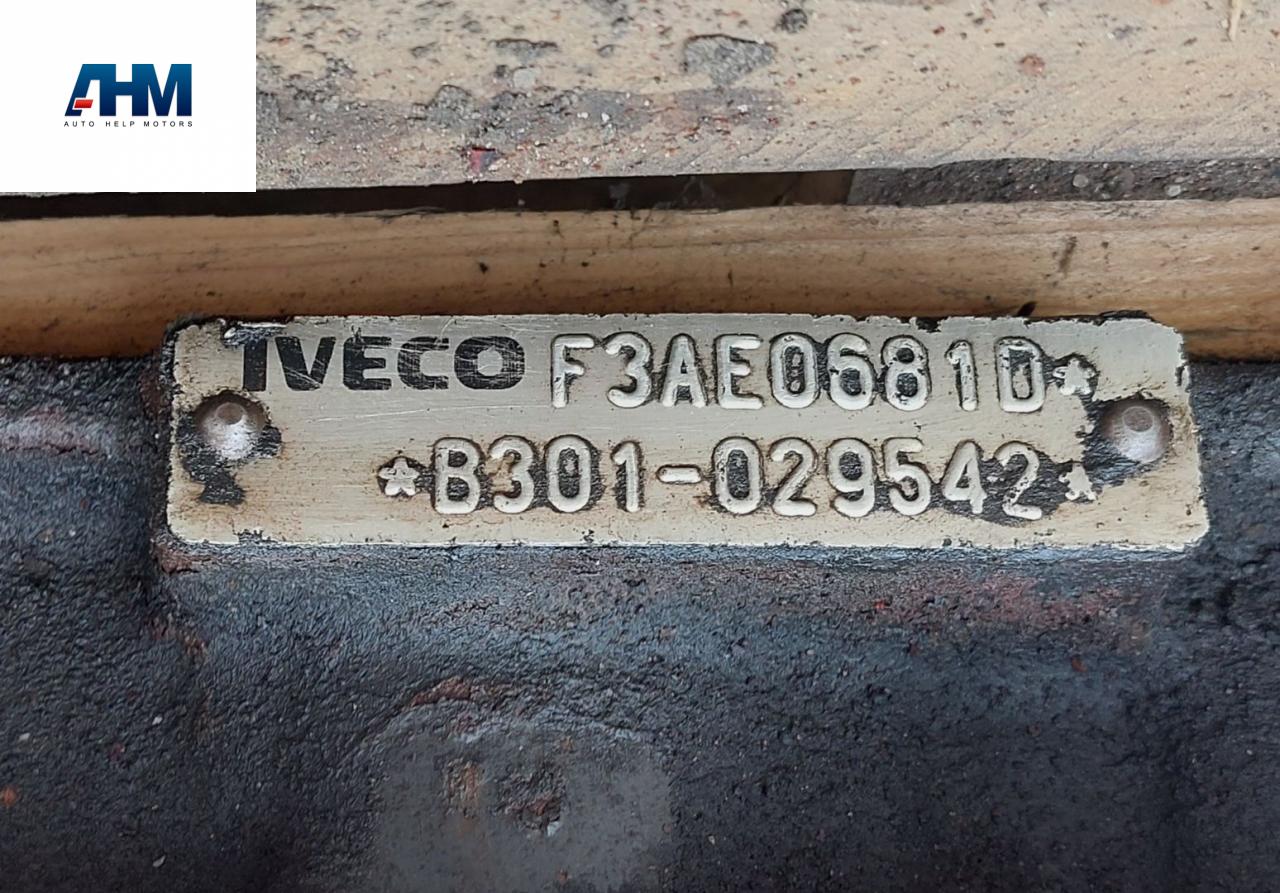 AHM
AUTO HELP MOTORS
IVECO F3AE0681D*
*B301-029542*